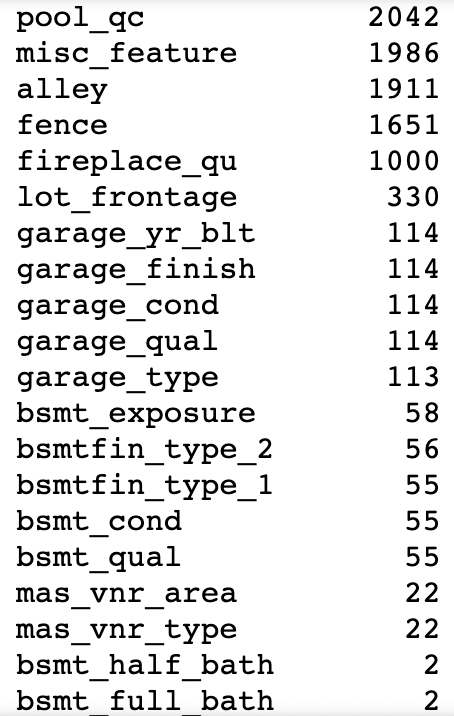 pool_qc 2042
misc_feature 1986
alley 1911
fence 1651
fireplace_qu 1000
lot_frontage 330
garage_yr_blt 114
garage_finish 114
garage_cond 114
garage_qual 114
garage_type 113
bsmt_exposure 58
bsmtfin_type_2 56
bsmtfin_type_1 55
bsmt_cond 55
bsmt_qual 55
mas_vnr_area 22
mas_vnr_type 22
bsmt_half_bath 2
bsmt_full_bath 2